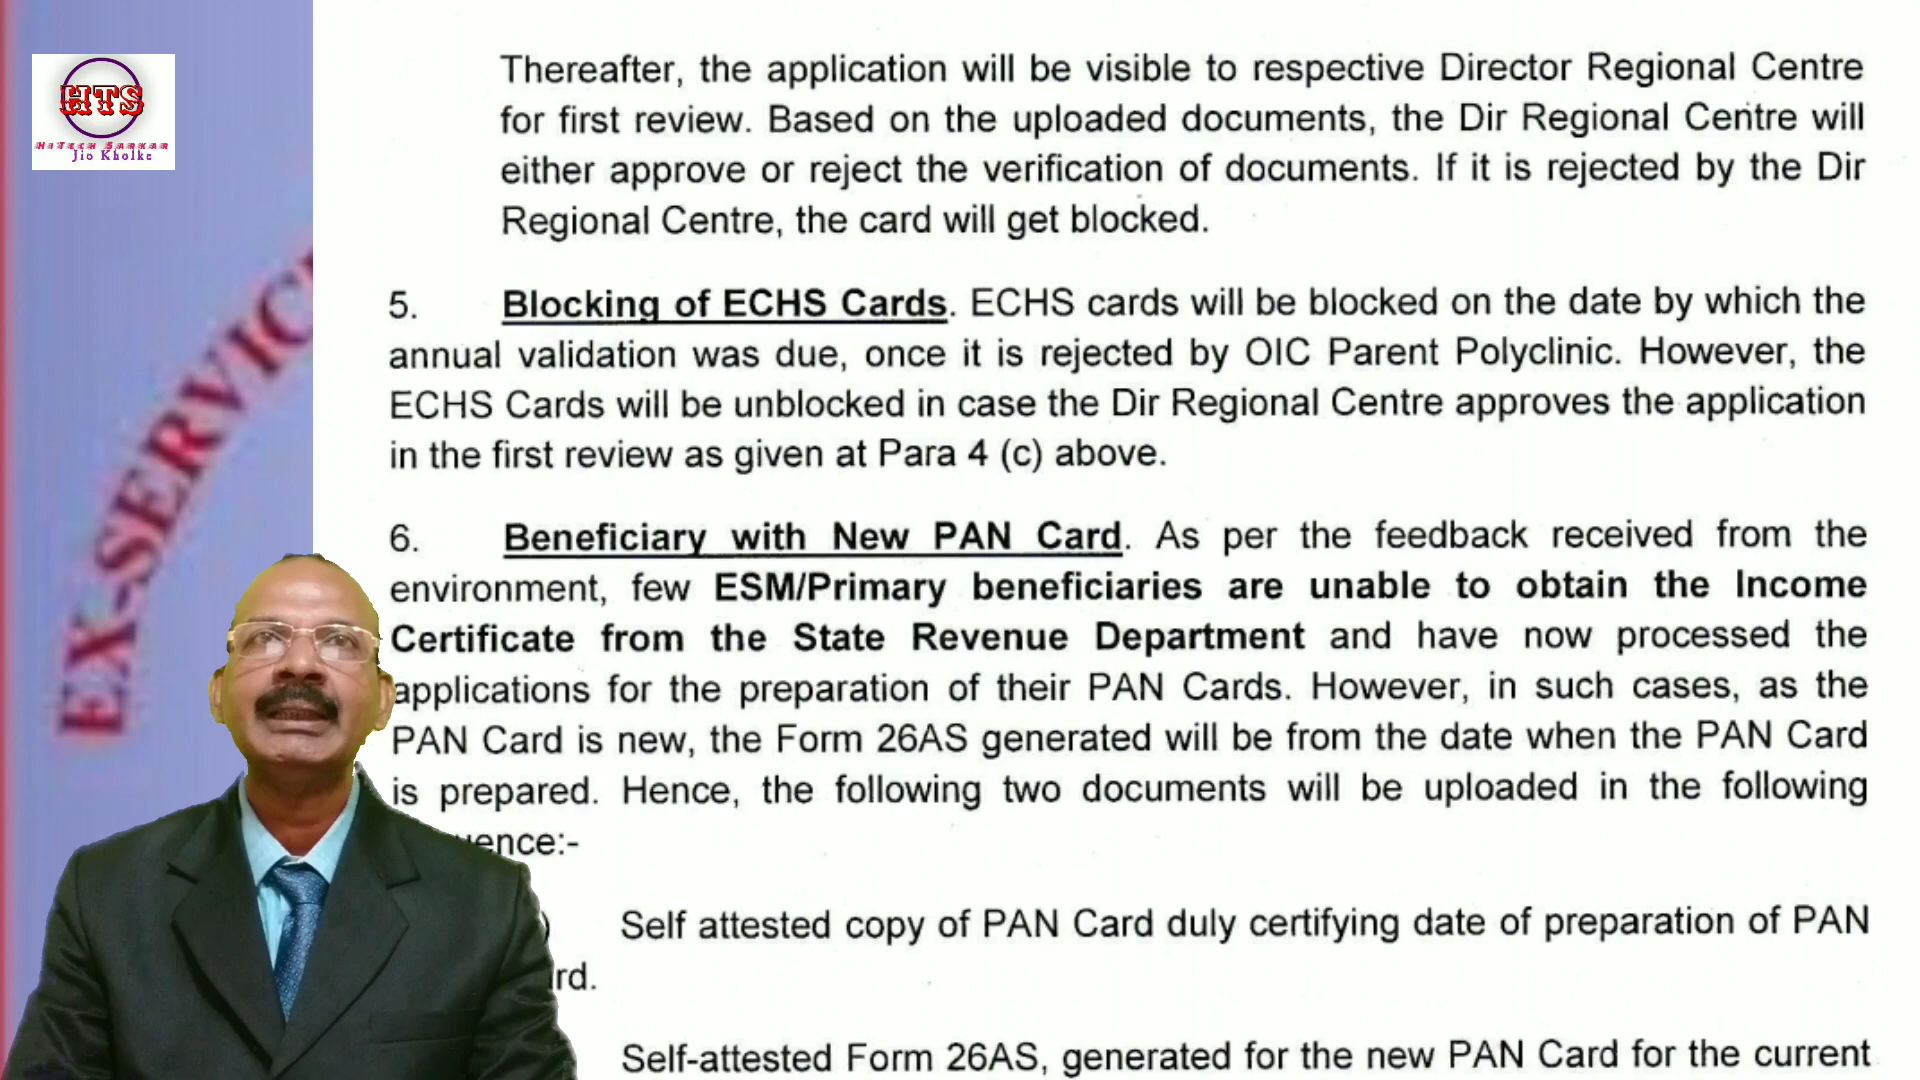 HTS
HiTech Sarkar
Jio Kholke
EX-SERVIC
Thereafter, the application will be visible to respective Director Regional Centre
for first review. Based on the uploaded documents, the Dir Regional Centre will
either approve or reject the verification of documents. If it is rejected by the Dir
Regional Centre, the card will get blocked.
5. Blocking of ECHS Cards. ECHS cards will be blocked on the date by which the
annual validation was due, once it is rejected by OIC Parent Polyclinic. However, the
ECHS Cards will be unblocked in case the Dir Regional Centre approves the application
in the first review as given at Para 4 (c) above.
6. Beneficiary with New PAN Card. As per the feedback received from the
environment, few ESM/Primary beneficiaries are unable to obtain the Income
Certificate from the State Revenue Department and have now processed the
applications for the preparation of their PAN Cards. However, in such cases, as the
PAN Card is new, the Form 26AS generated will be from the date when the PAN Card
is prepared. Hence, the following two documents will be uploaded in the following
uence:-
) Self attested copy of PAN Card duly certifying date of preparation of PAN
rd.
Self-attested Form 26AS, generated for the new PAN Card for the current